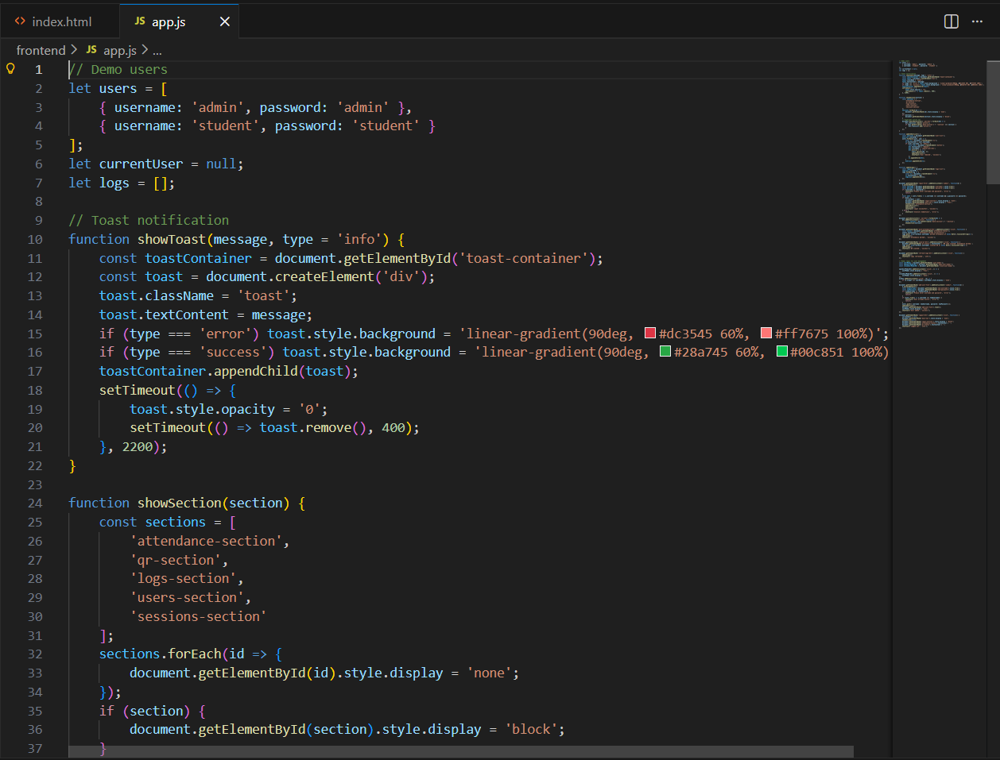 index.html
JS app.js
frontend > JS app.js > ...
1 // Demo users
2 let users = [
3 { username: 'admin', password: 'admin' },
4 { username: 'student', password: 'student' }
5 ];
6 let currentUser = null;
7 let logs = [];
8
9 // Toast notification
10 function showToast(message, type = 'info') {
11 const toastContainer = document.getElementById('toast-container');
12 const toast = document.createElement('div');
13 toast.className = 'toast';
14 toast.textContent = message;
15 if (type === 'error') toast.style.background = 'linear-gradient(90deg, #dc3545 60%, #ff7675 100%)';
16 if (type === 'success') toast.style.background = 'linear-gradient(90deg, #28a745 60%, #00c851 100%)
17 toastContainer.appendChild(toast);
18 setTimeout(() => {
19 toast.style.opacity = '0';
20 setTimeout(() => toast.remove(), 400);
21 }, 2200);
22 }
23
24 function showSection(section) {
25 const sections = [
26 'attendance-section',
27 'qr-section',
28 'logs-section',
29 'users-section',
30 'sessions-section'
31 ];
32 sections.forEach(id => {
33 document.getElementById(id).style.display = 'none';
34 });
35 if (section) {
36 document.getElementById(section).style.display = 'block';
37 }